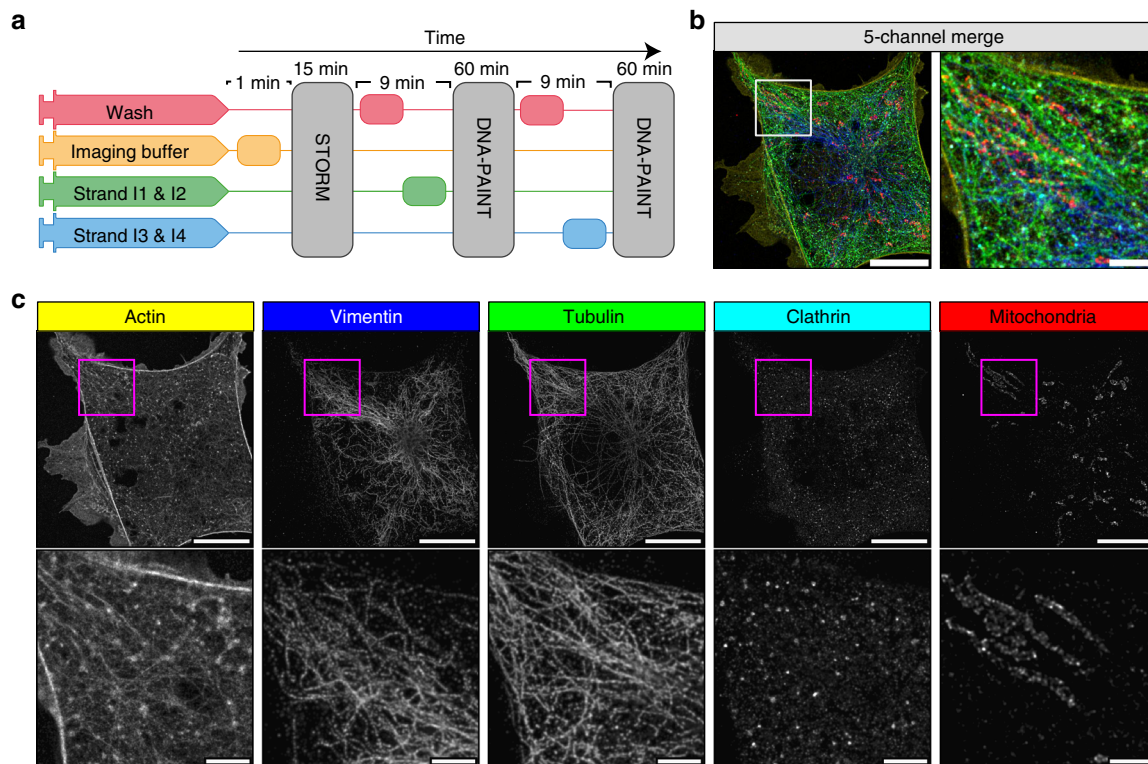 a
Time
1 min
15 min
9 min
60 min
9 min
60 min
Wash
Imaging buffer
Strand I1 & I2
Strand I3 & I4
STORM
DNA-PAINT
DNA-PAINT
b
5-channel merge
c
Actin
Vimentin
Tubulin
Clathrin
Mitochondria